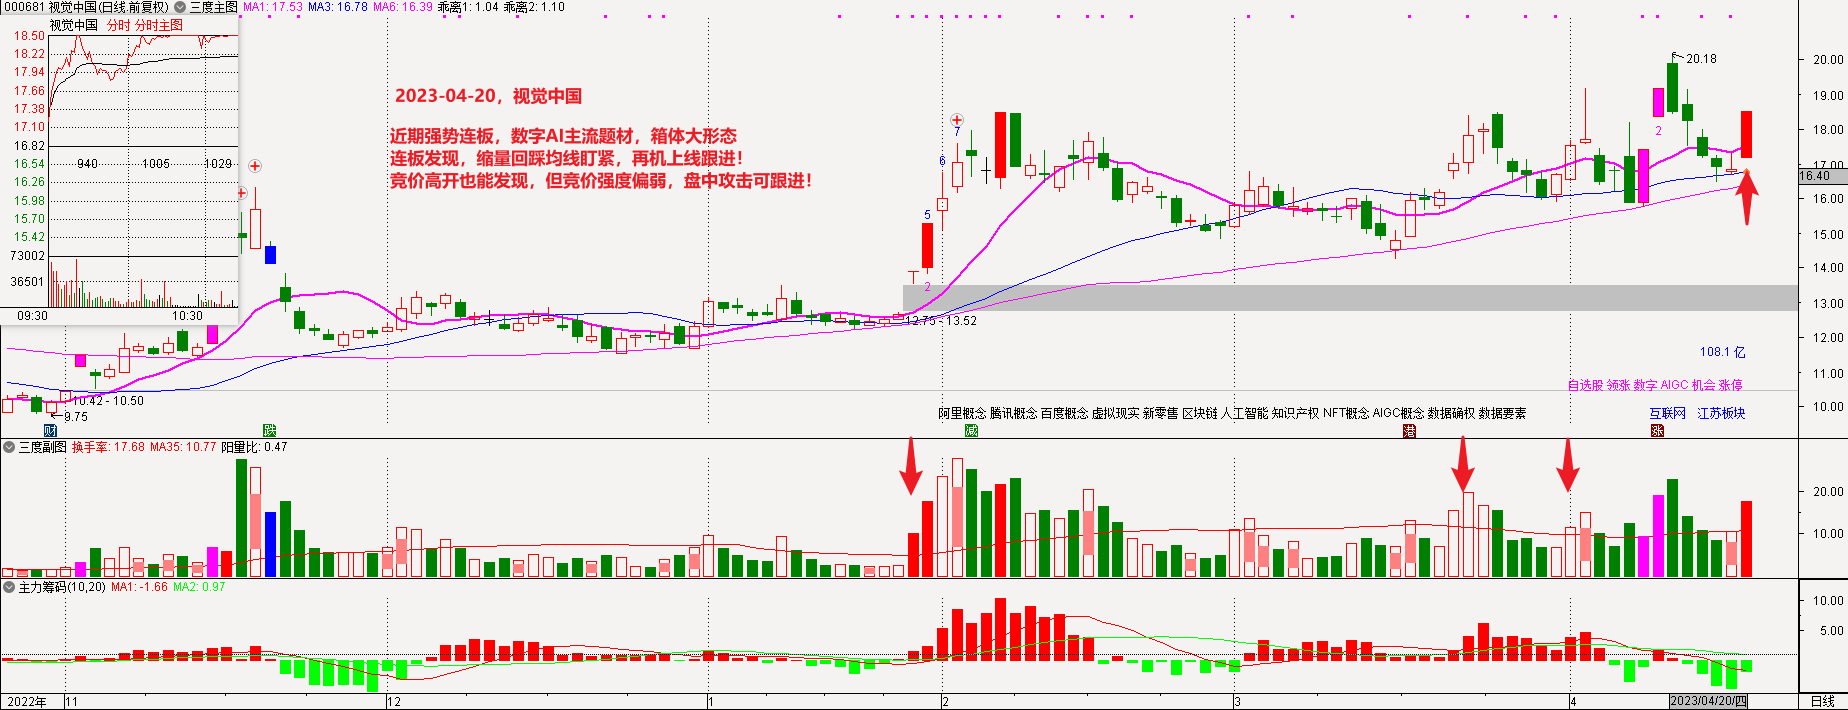 000681 视觉中国(日线.前复权) 三度主图 MA1: 17.53 MA3: 16.78 MA6: 16.39 乖离1: 1.04 乖离2: 1.10
视觉中国 分时 分时主图
18.50
18.22
17.94
17.66
17.38
17.10
16.82
16.54
16.26
15.98
15.70
15.42
73002
36501
940 1005 1029
09:30 10:30
2023-04-20，视觉中国
近期强势连板，数字AI主流题材，箱体大形态
连板发现，缩量回踩均线盯紧，再机上线跟进！
竞价高开也能发现，但竞价强度偏弱，盘中攻击可跟进！
7
6
5
2
2
20.18
12.75 - 13.52
10.42 - 10.50
9.75
20.00
19.00
18.00
17.00
16.40
16.00
15.00
14.00
13.00
12.00
11.00
10.00
108.1 亿
自选股 领涨 数字 AIGC 机会 涨停
阿里概念 腾讯概念 百度概念 虚拟现实 新零售 区块链 人工智能 知识产权 NFT概念 AIGC概念 数据确权 数据要素
互联网 江苏板块
财 跌 减 港 涨
三度副图 换手率: 17.68 MA35: 10.77 阳量比: 0.47
20.00
10.00
主力筹码(10,20) MA1: -1.66 MA2: 0.97
10.00
5.00
2022年 11 12 1 2 3 4 2023/04/20/四 日线